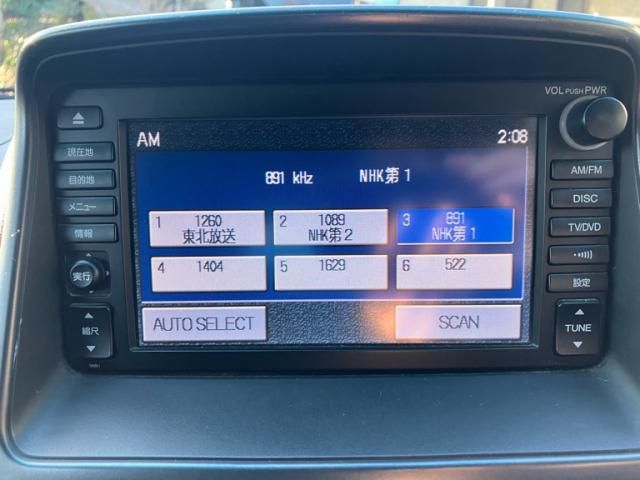 VOL PUSH PWR
AM
2:08
891 kHz NHK第1
1 1260 東北放送
2 1089 NHK第2
3 891 NHK第1
4 1404
5 1629
6 522
AUTO SELECT
SCAN
現在地
目的地
メニュー
情報
実行
縮尺
AM/FM
DISC
TV/DVD
設定
TUNE